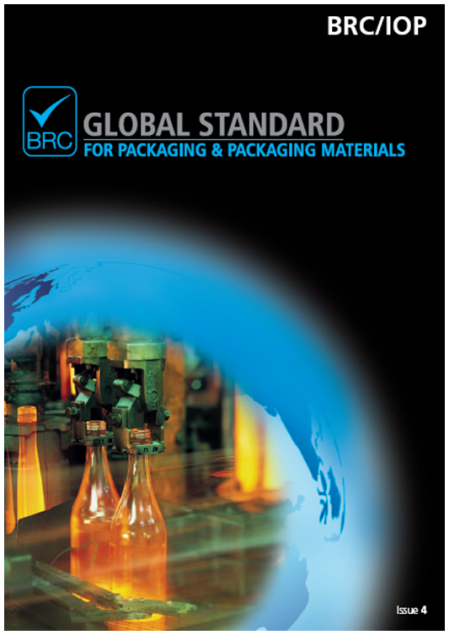 BRC/IOP
BRC
GLOBAL STANDARD
FOR PACKAGING & PACKAGING MATERIALS
Issue 4